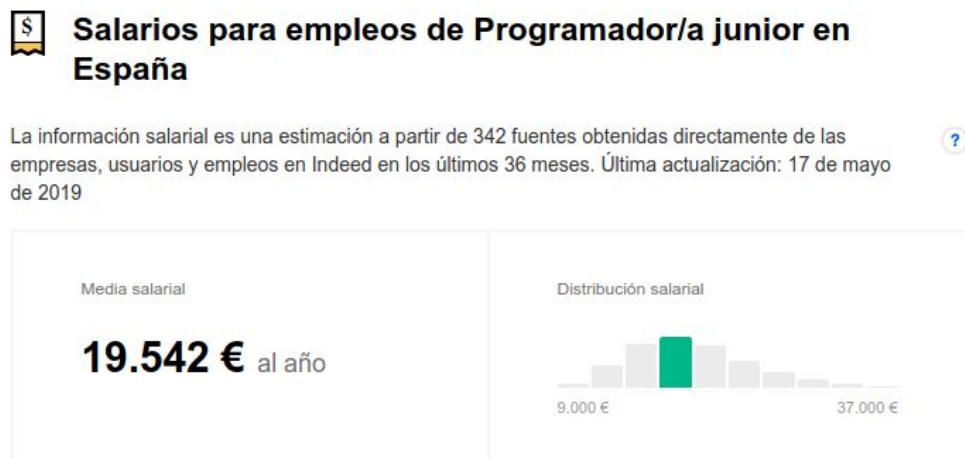 $
Salarios para empleos de Programador/a junior en
España
La información salarial es una estimación a partir de 342 fuentes obtenidas directamente de las
empresas, usuarios y empleos en Indeed en los últimos 36 meses. Última actualización: 17 de mayo
de 2019
?
Media salarial
19.542 € al año
Distribución salarial
9.000 €
37.000 €